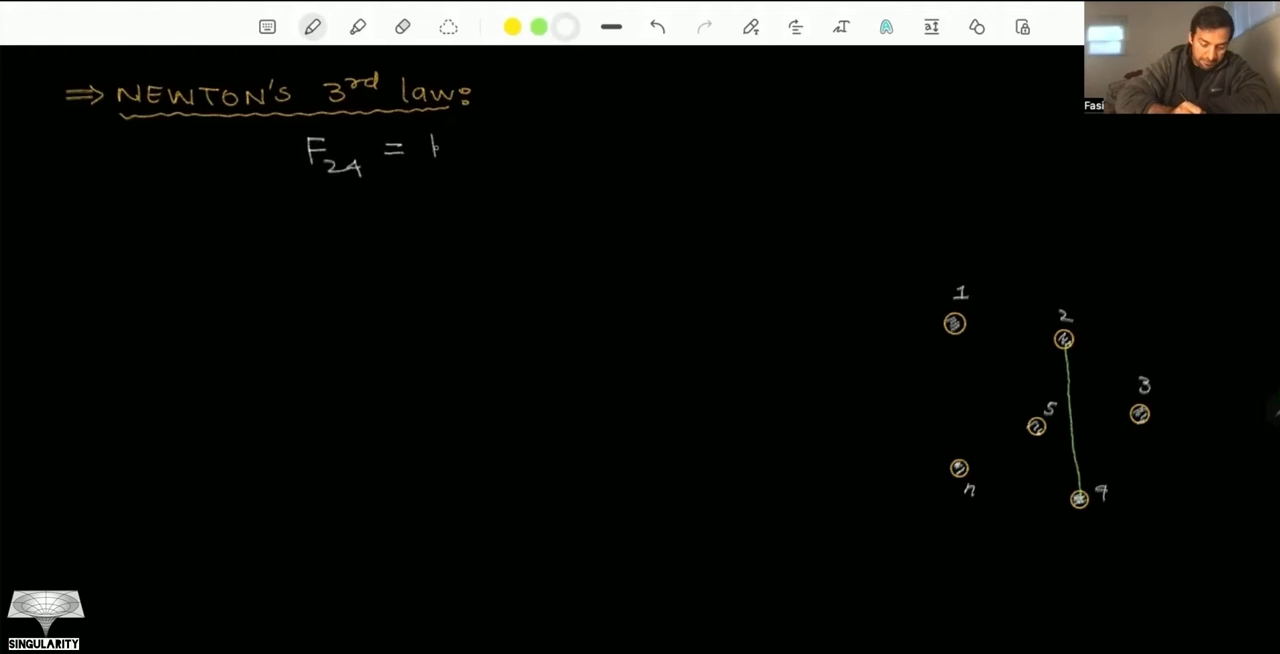 Fasi
⇒ NEWTON'S 3rd law:
F24 =
1
2
3
5
n
4
SINGULARITY